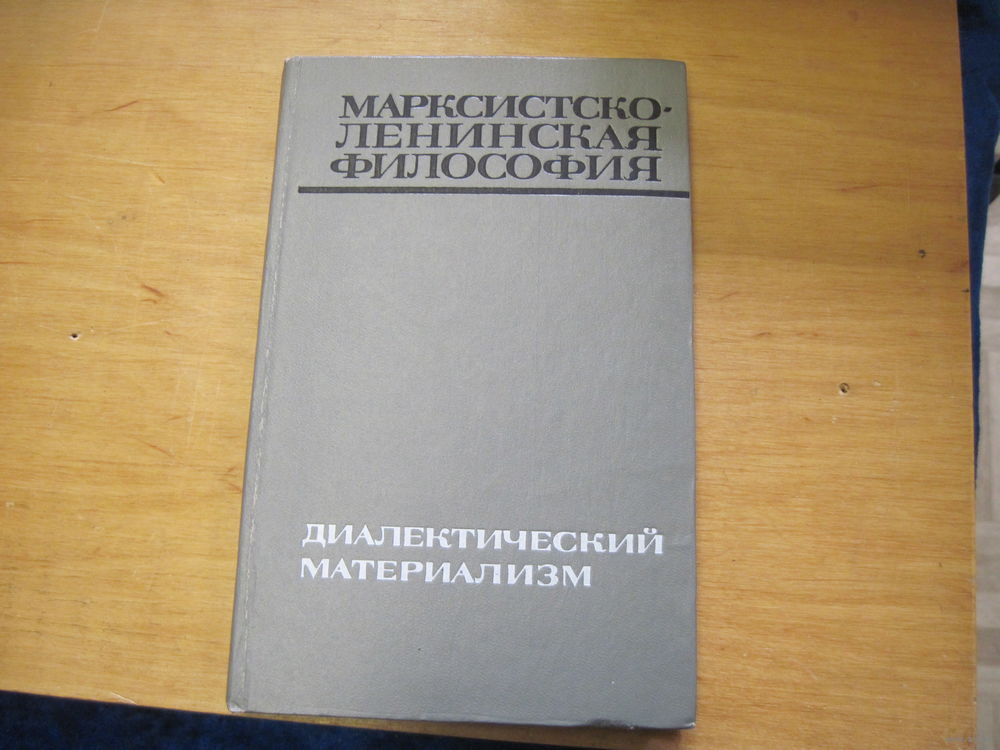 МАРКСИСТСКО-
ЛЕНИНСКАЯ
ФИЛОСОФИЯ
ДИАЛЕКТИЧЕСКИЙ
МАТЕРИАЛИЗМ